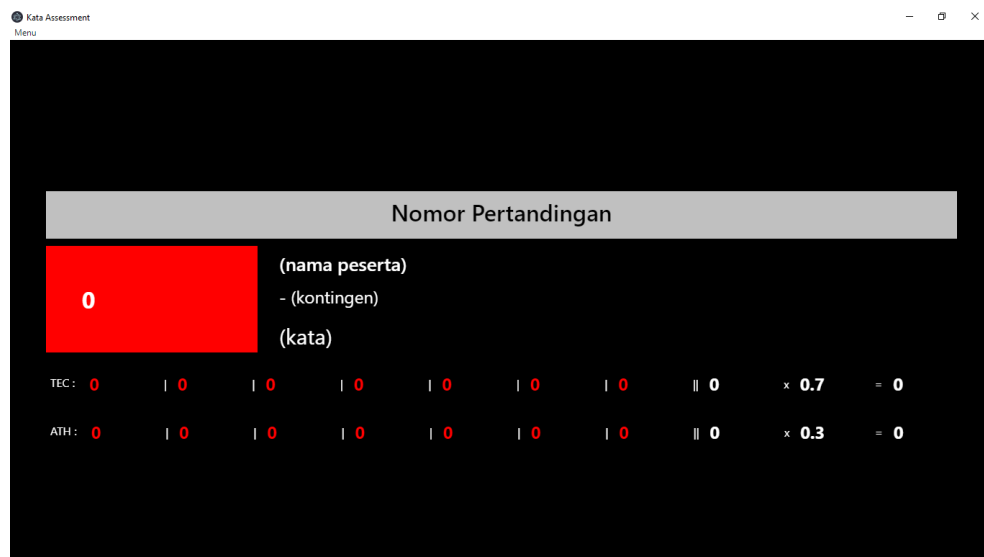 Kata Assessment
Menu
Nomor Pertandingan
(nama peserta)
0
- (kontingen)
(kata)
TEC : 0 | 0 | 0 | 0 | 0 | 0 | 0 || 0 x 0.7 = 0
ATH : 0 | 0 | 0 | 0 | 0 | 0 | 0 || 0 x 0.3 = 0